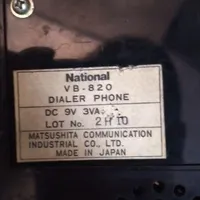 National
VB-820
DIALER PHONE
DC 9V 3VA
LOT No. 2H10
MATSUSHITA COMMUNICATION
INDUSTRIAL CO., LTD.
MADE IN JAPAN